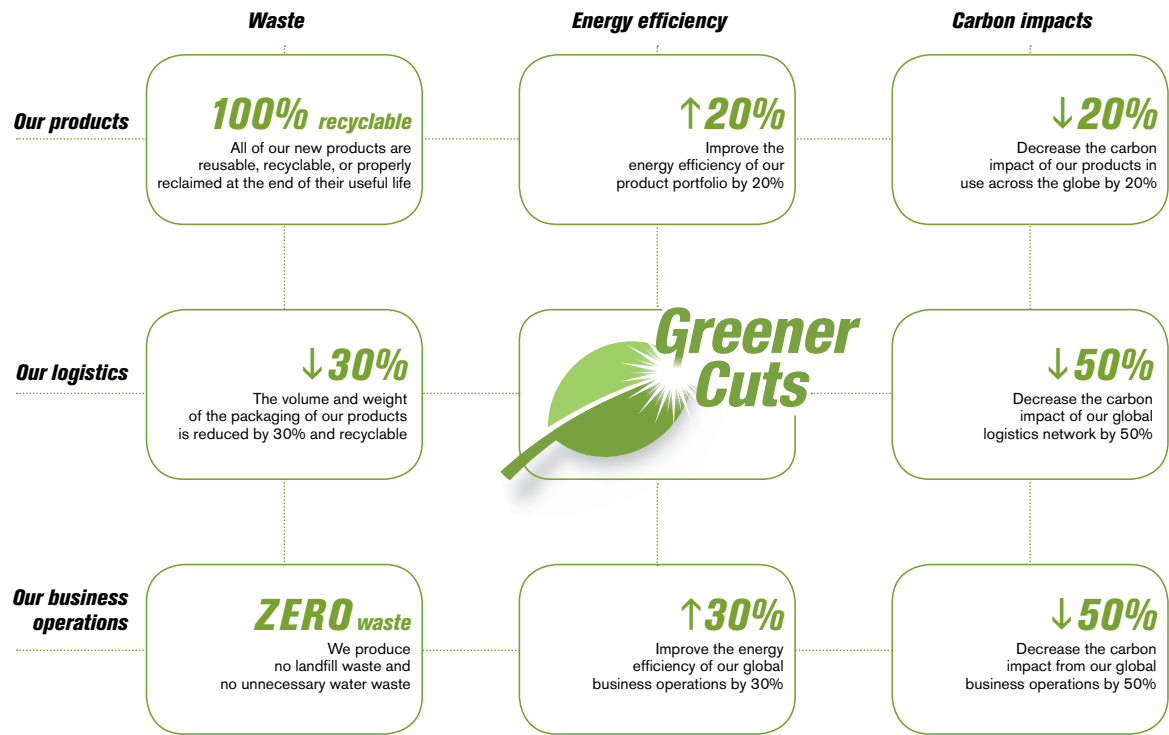 Waste
Energy efficiency
Carbon impacts
Our products
100% recyclable
All of our new products are
reusable, recyclable, or properly
reclaimed at the end of their useful life
↑20%
Improve the
energy efficiency of our
product portfolio by 20%
↓20%
Decrease the carbon
impact of our products in
use across the globe by 20%
Our logistics
↓30%
The volume and weight
of the packaging of our products
is reduced by 30% and recyclable
Greener
Cuts
↓50%
Decrease the carbon
impact of our global
logistics network by 50%
Our business
operations
ZERO waste
We produce
no landfill waste and
no unnecessary water waste
↑30%
Improve the energy
efficiency of our global
business operations by 30%
↓50%
Decrease the carbon
impact from our global
business operations by 50%